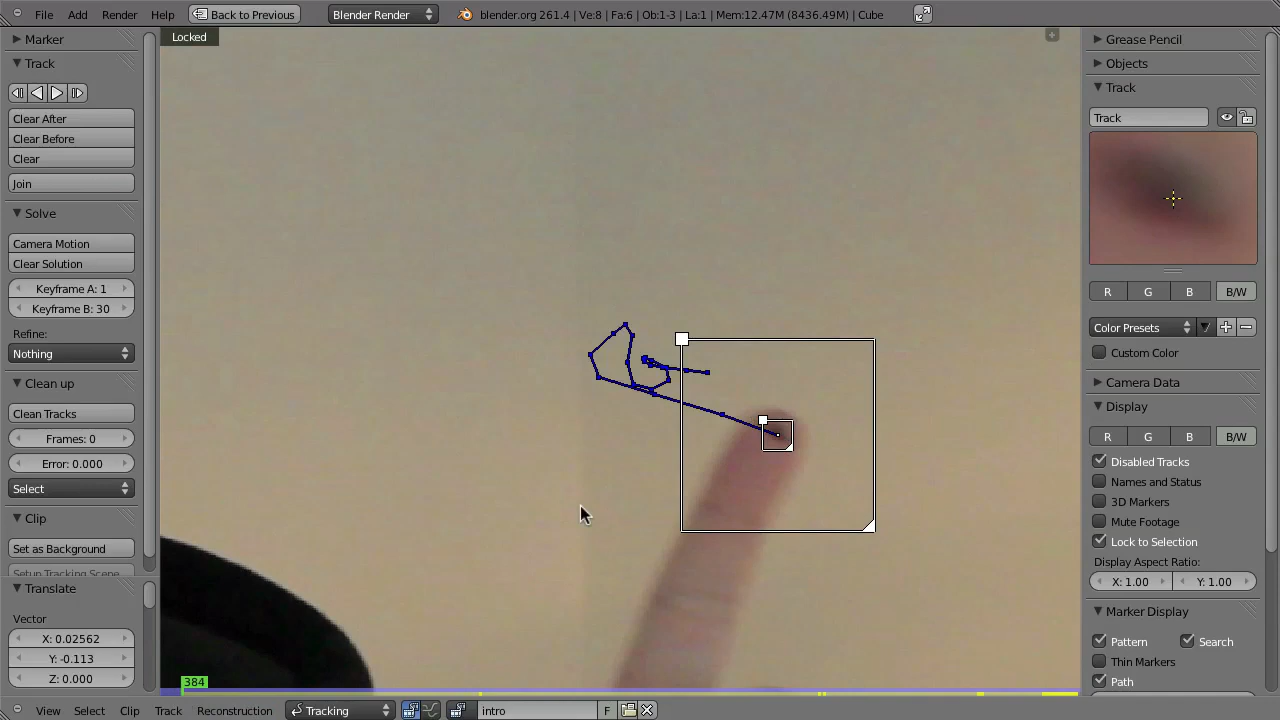 File Add Render Help Back to Previous Blender Render blender.org 261.4 | Ve:8 | Fa:6 | Ob:1-3 | La:1 | Mem:12.47M (8436.49M) | Cube
Marker
Track
Clear After
Clear Before
Clear
Join
Solve
Camera Motion
Clear Solution
Keyframe A: 1
Keyframe B: 30
Refine:
Nothing
Clean up
Clean Tracks
Frames: 0
Error: 0.000
Select
Clip
Set as Background
Setup Tracking Scene
Translate
Vector
X: 0.02562
Y: -0.113
Z: 0.000
Locked
384
Grease Pencil
Objects
Track
Track
R G B B/W
Color Presets
Custom Color
Camera Data
Display
R G B B/W
Disabled Tracks
Names and Status
3D Markers
Mute Footage
Lock to Selection
Display Aspect Ratio:
X: 1.00 Y: 1.00
Marker Display
Pattern Search
Thin Markers
Path
View Select Clip Track Reconstruction Tracking intro F